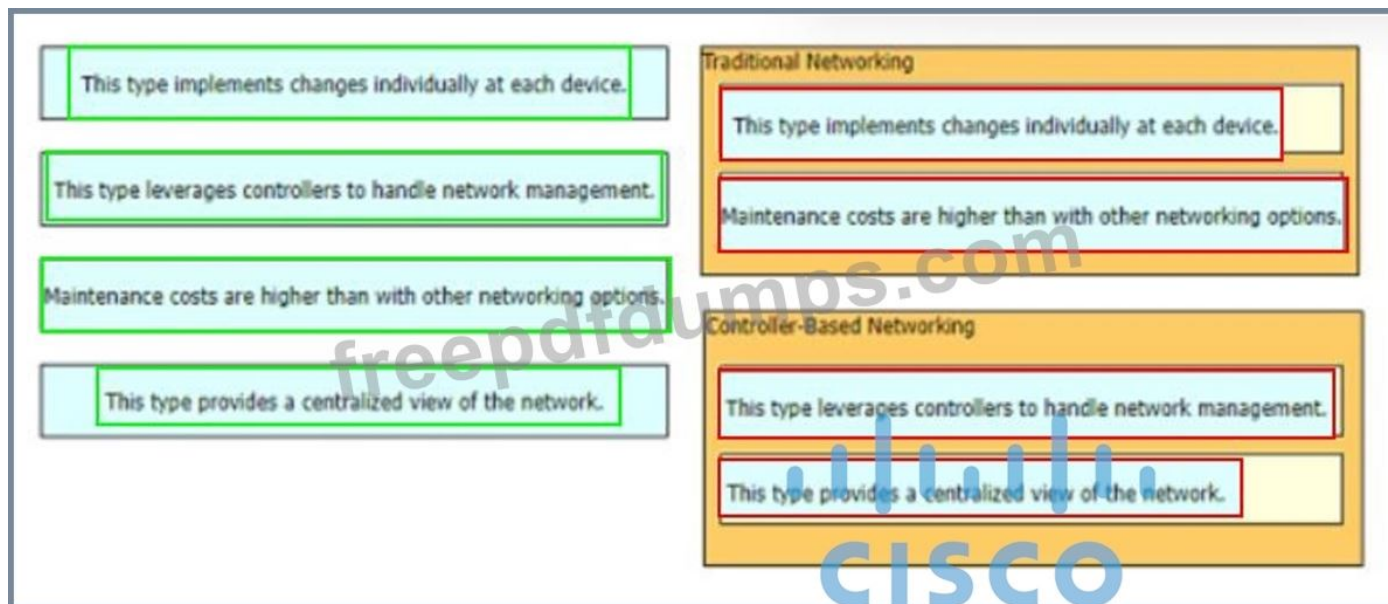 This type implements changes individually at each device.
This type leverages controllers to handle network management.
Maintenance costs are higher than with other networking options.
This type provides a centralized view of the network.
Traditional Networking
This type implements changes individually at each device.
Maintenance costs are higher than with other networking options.
Controller-Based Networking
This type leverages controllers to handle network management.
This type provides a centralized view of the network.
freepdfdumps.com
CISCO